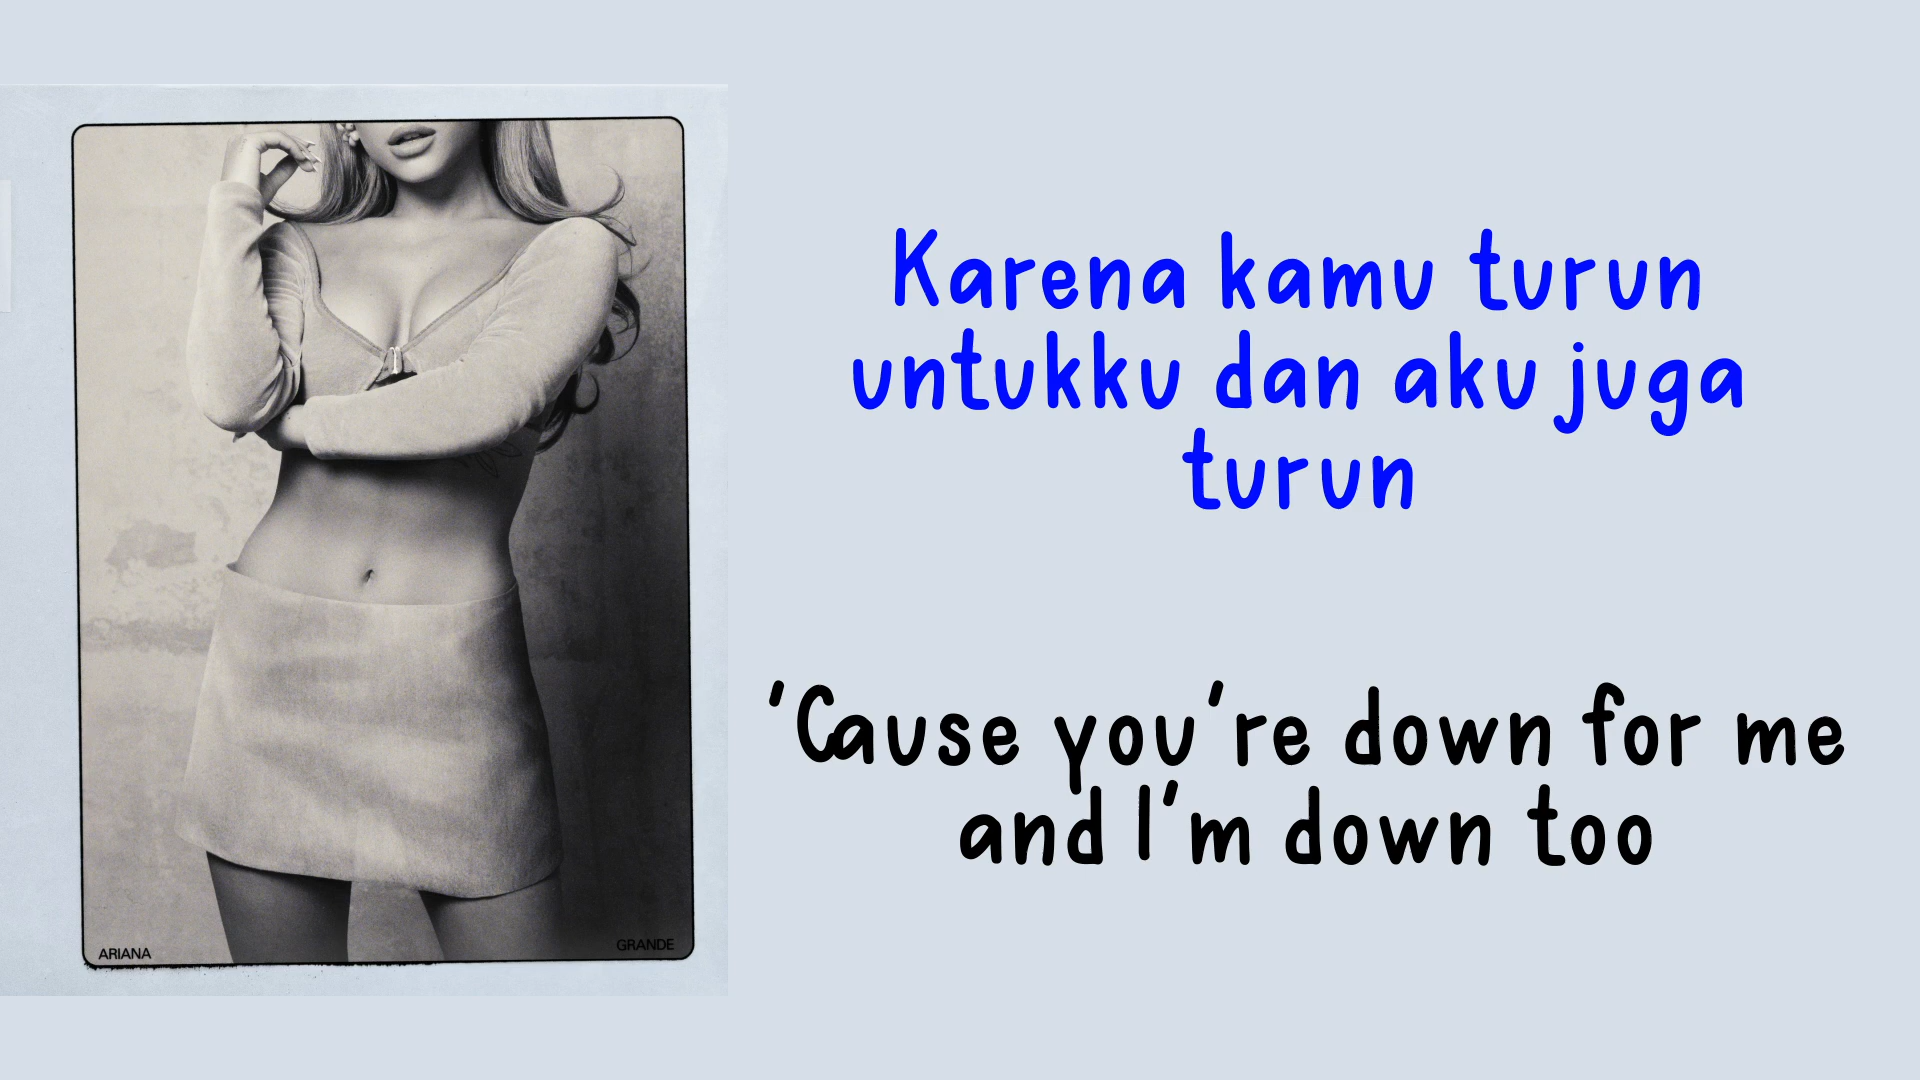 Karena kamu turun
untukku dan aku juga
turun
'Cause you're down for me
and I'm down too
ARIANA
GRANDE